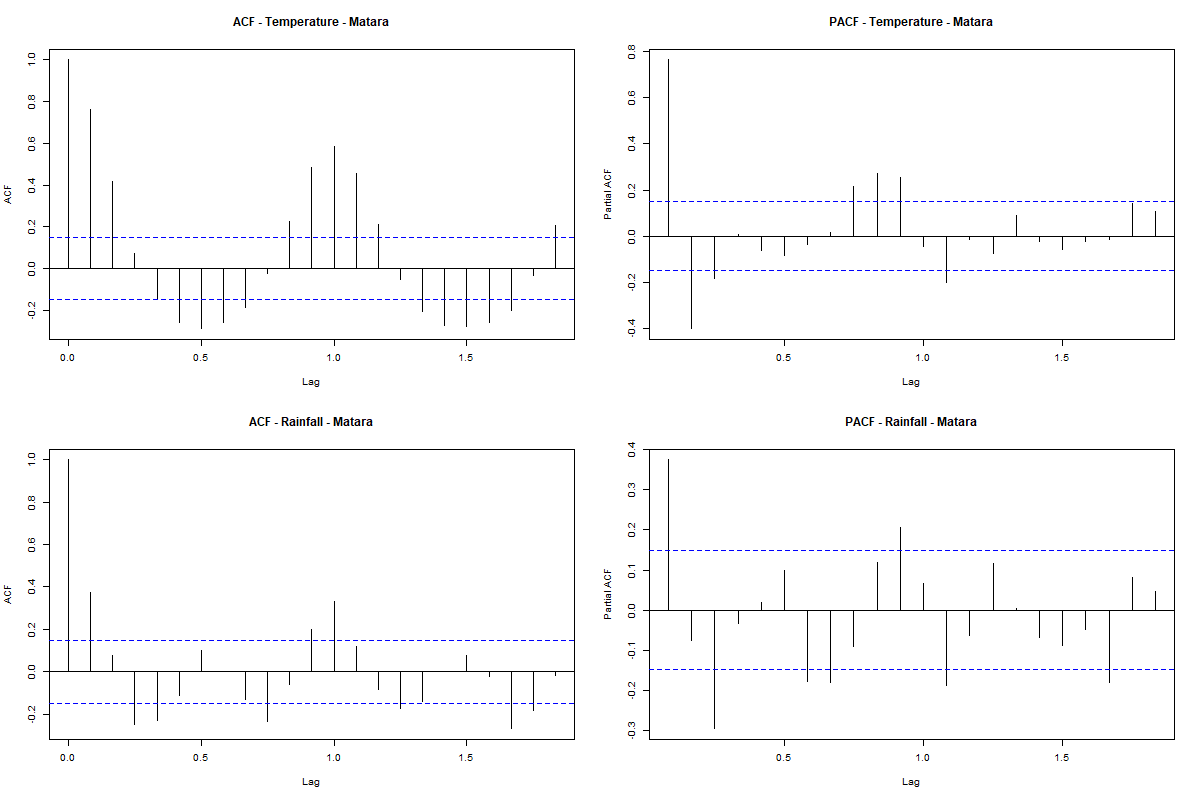 ACF - Temperature - Matara
ACF
1.0
0.8
0.6
0.4
0.2
0.0
-0.2
0.0 0.5 1.0 1.5
Lag
PACF - Temperature - Matara
Partial ACF
0.8
0.6
0.4
0.2
0.0
-0.2
-0.4
0.5 1.0 1.5
Lag
ACF - Rainfall - Matara
ACF
1.0
0.8
0.6
0.4
0.2
0.0
-0.2
0.0 0.5 1.0 1.5
Lag
PACF - Rainfall - Matara
Partial ACF
0.4
0.3
0.2
0.1
0.0
-0.1
-0.2
-0.3
0.5 1.0 1.5
Lag